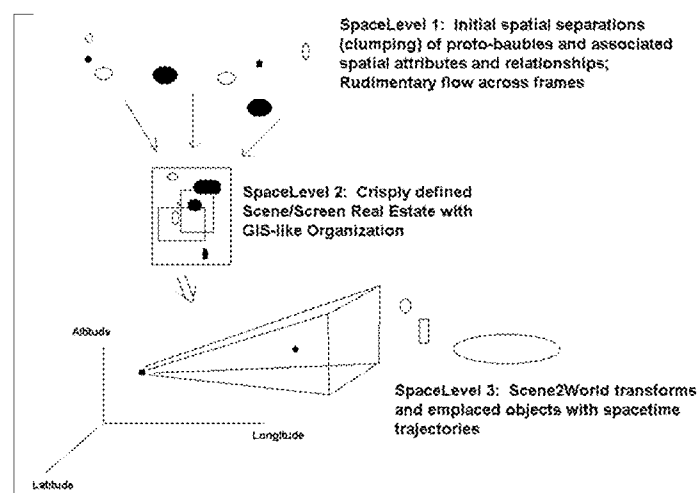 SpaceLevel 1: Initial spatial separations
(clumping) of proto-baubles and associated
spatial attributes and relationships;
Rudimentary flow across frames
SpaceLevel 2: Crisply defined
Scene/Screen Real Estate with
GIS-like Organization
Altitude
SpaceLevel 3: Scene2World transforms
and emplaced objects with spacetime
trajectories
Longitude
Latitude